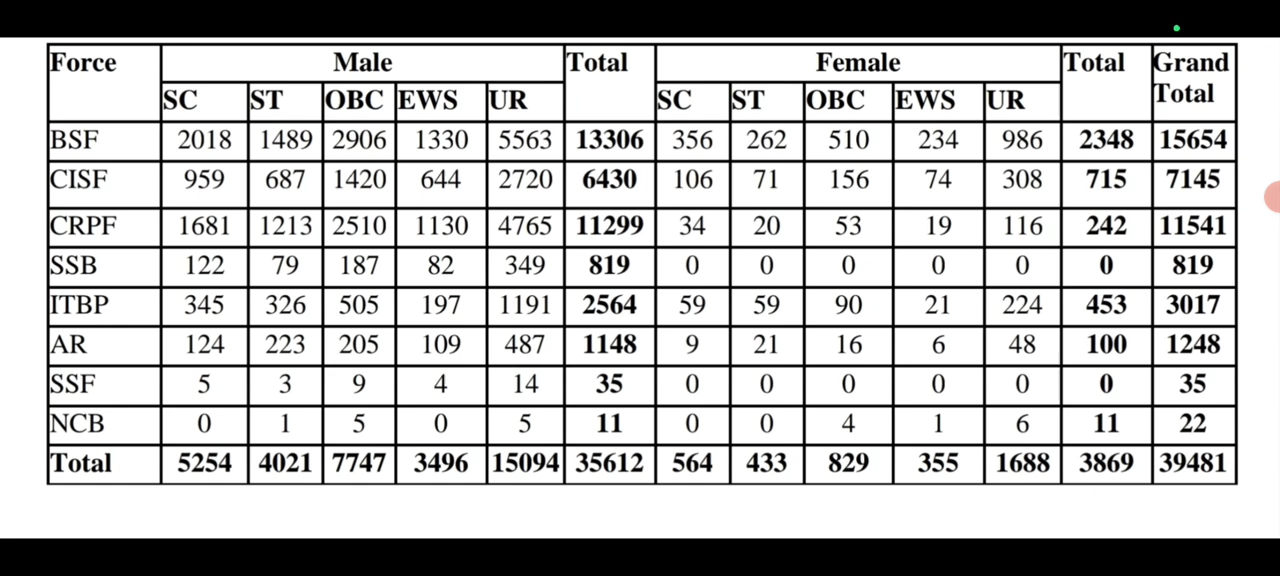 Force Male Total Female Total Grand Total
SC ST OBC EWS UR SC ST OBC EWS UR
BSF 2018 1489 2906 1330 5563 13306 356 262 510 234 986 2348 15654
CISF 959 687 1420 644 2720 6430 106 71 156 74 308 715 7145
CRPF 1681 1213 2510 1130 4765 11299 34 20 53 19 116 242 11541
SSB 122 79 187 82 349 819 0 0 0 0 0 0 819
ITBP 345 326 505 197 1191 2564 59 59 90 21 224 453 3017
AR 124 223 205 109 487 1148 9 21 16 6 48 100 1248
SSF 5 3 9 4 14 35 0 0 0 0 0 0 35
NCB 0 1 5 0 5 11 0 0 4 1 6 11 22
Total 5254 4021 7747 3496 15094 35612 564 433 829 355 1688 3869 39481